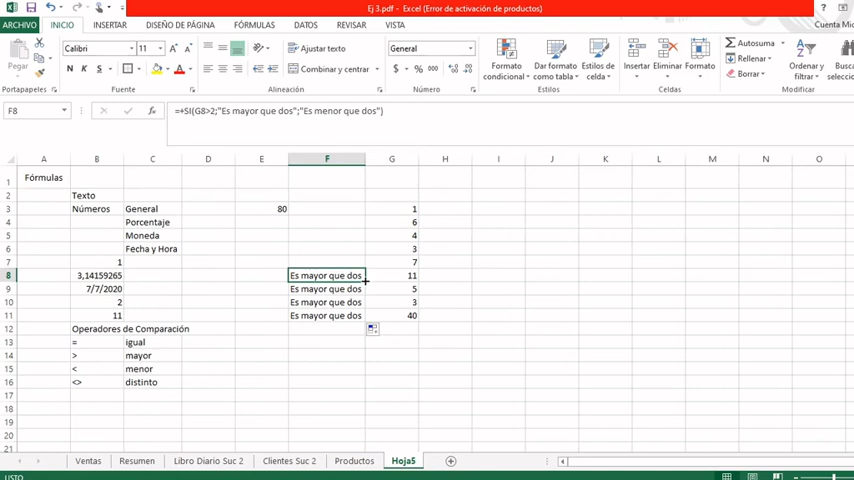 Ej 3.pdf - Excel (Error de activación de productos)
ARCHIVO INICIO INSERTAR DISEÑO DE PÁGINA FÓRMULAS DATOS REVISAR VISTA Cuenta Mic
Pegar
Calibri 11 A A
N K S A
Ajustar texto
Combinar y centrar
General
$ % 000
Formato condicional
Dar formato como tabla
Estilos de celda
Insertar Eliminar Formato
Autosuma
Rellenar
Borrar
Ordenar y filtrar
Busca selec
Portapapeles Fuente Alineación Número Estilos Celdas Modificar
F8 fx =+SI(G8>2;"Es mayor que dos";"Es menor que dos")
A B C D E F G H I J K L M N O
1 Fórmulas
2 Texto
3 Números General 80 1
4 Porcentaje 6
5 Moneda 4
6 Fecha y Hora 3
7 1 7
8 3,14159265 Es mayor que dos 11
9 7/7/2020 Es mayor que dos 5
10 2 Es mayor que dos 3
11 11 Es mayor que dos 40
12 Operadores de Comparación
13 = igual
14 > mayor
15 < menor
16 <> distinto
17
18
19
20
21
Ventas Resumen Libro Diario Suc 2 Clientes Suc 2 Productos Hoja5
LISTO